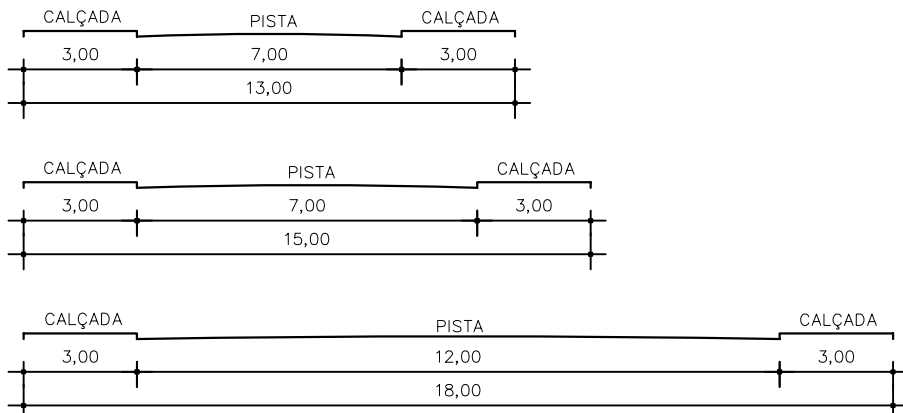 CALÇADA PISTA CALÇADA
3,00 7,00 3,00
13,00
CALÇADA PISTA CALÇADA
3,00 7,00 3,00
15,00
CALÇADA PISTA CALÇADA
3,00 12,00 3,00
18,00